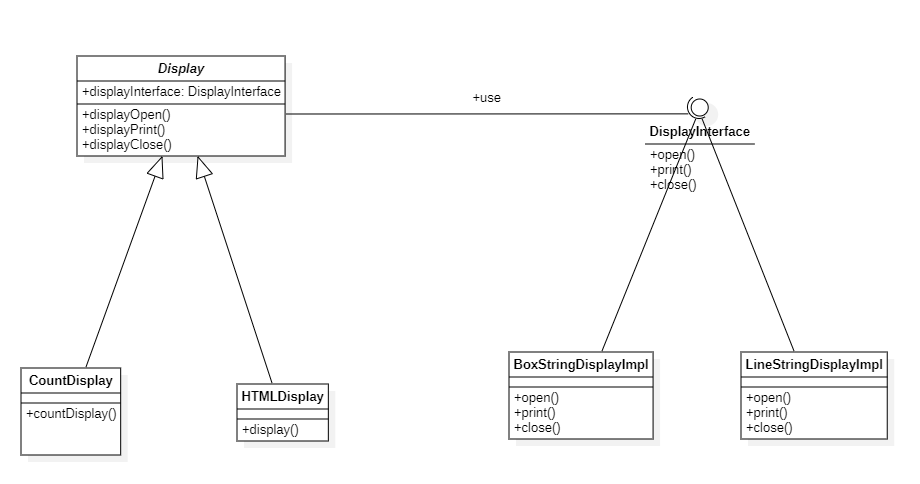 Display
+displayInterface: DisplayInterface
+displayOpen()
+displayPrint()
+displayClose()
+use
DisplayInterface
+open()
+print()
+close()
CountDisplay
+countDisplay()
HTMLDisplay
+display()
BoxStringDisplayImpl
+open()
+print()
+close()
LineStringDisplayImpl
+open()
+print()
+close()